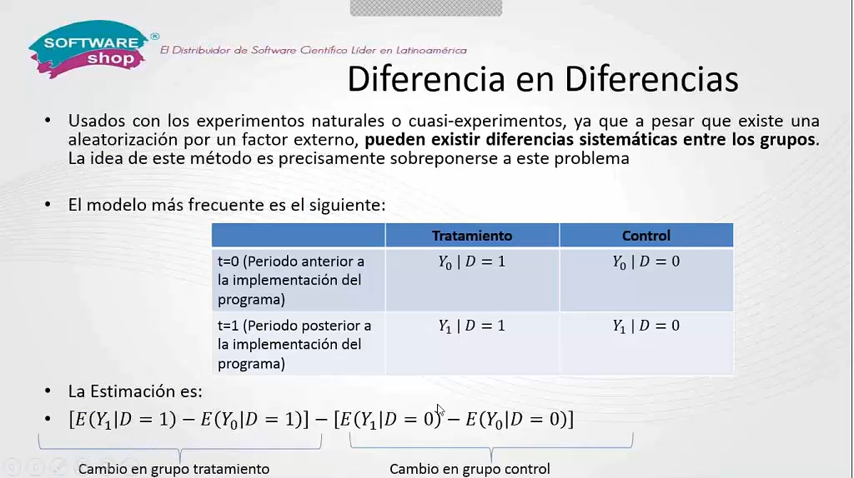 SOFTWARE
shop
®
El Distribuidor de Software Científico Líder en Latinoamérica
Diferencia en Diferencias
• Usados con los experimentos naturales o cuasi-experimentos, ya que a pesar que existe una
aleatorización por un factor externo, pueden existir diferencias sistemáticas entre los grupos.
La idea de este método es precisamente sobreponerse a este problema
• El modelo más frecuente es el siguiente:
Tratamiento Control
t=0 (Periodo anterior a
la implementación del
programa)
Y₀ | D = 1
Y₀ | D = 0
t=1 (Periodo posterior a
la implementación del
programa)
Y₁ | D = 1
Y₁ | D = 0
• La Estimación es:
• [E(Y₁|D = 1) − E(Y₀|D = 1)] − [E(Y₁|D = 0) − E(Y₀|D = 0)]
Cambio en grupo tratamiento
Cambio en grupo control